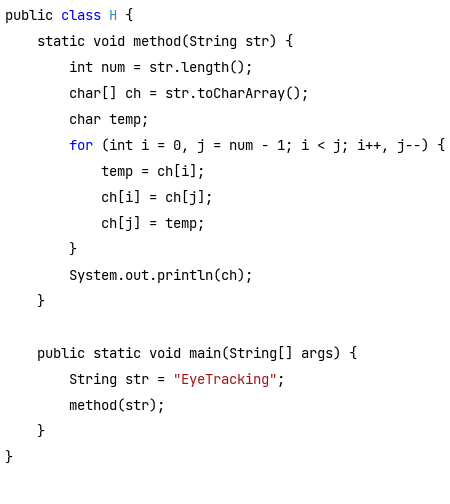 public class H {
    static void method(String str) {
        int num = str.length();
        char[] ch = str.toCharArray();
        char temp;
        for (int i = 0, j = num - 1; i < j; i++, j--) {
            temp = ch[i];
            ch[i] = ch[j];
            ch[j] = temp;
        }
        System.out.println(ch);
    }

    public static void main(String[] args) {
        String str = "EyeTracking";
        method(str);
    }
}